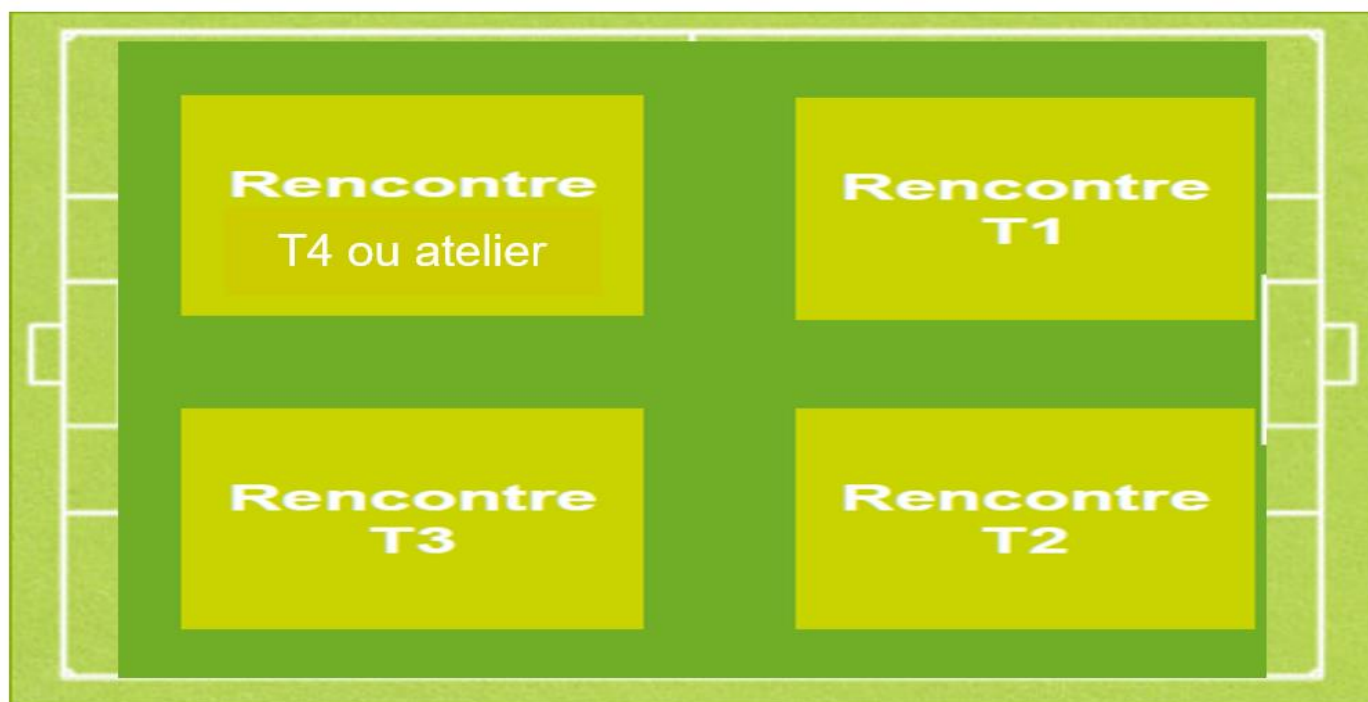 Rencontre
T4 ou atelier
Rencontre
T1
Rencontre
T3
Rencontre
T2